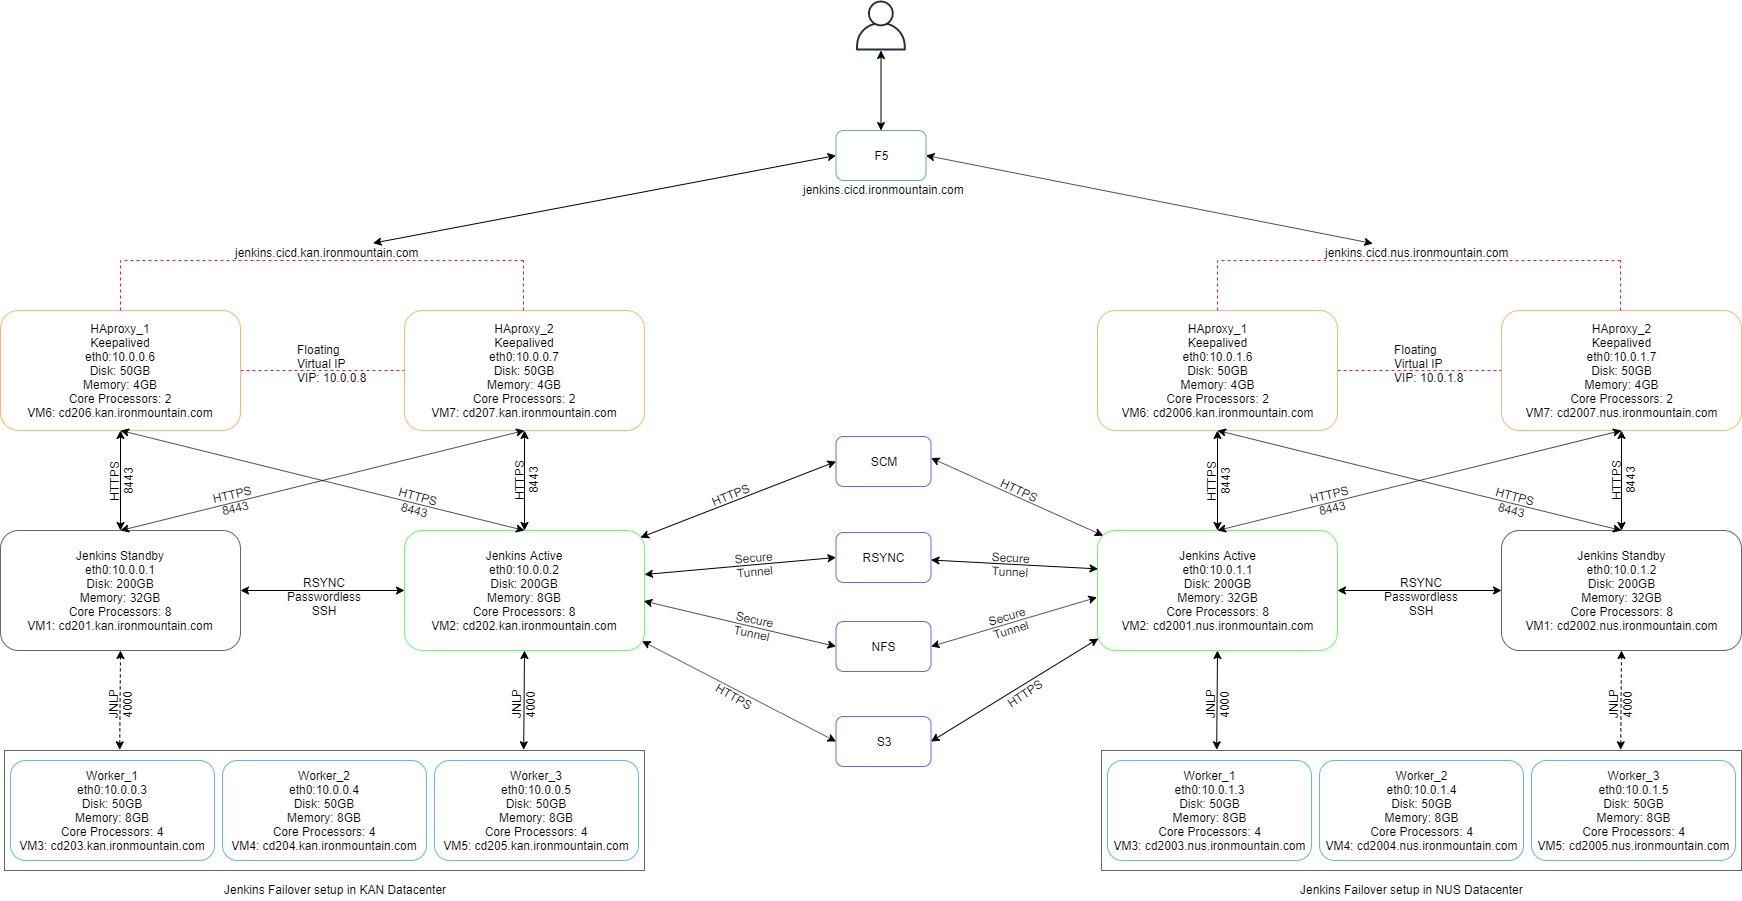 F5
jenkins.cicd.ironmountain.com
jenkins.cicd.kan.ironmountain.com
jenkins.cicd.nus.ironmountain.com
HAproxy_1
Keepalived
eth0:10.0.0.6
Disk: 50GB
Memory: 4GB
Core Processors: 2
VM6: cd206.kan.ironmountain.com
Floating
Virtual IP
VIP: 10.0.0.8
HAproxy_2
Keepalived
eth0:10.0.0.7
Disk: 50GB
Memory: 4GB
Core Processors: 2
VM7: cd207.kan.ironmountain.com
HAproxy_1
Keepalived
eth0:10.0.1.6
Disk: 50GB
Memory: 4GB
Core Processors: 2
VM6: cd2006.kan.ironmountain.com
Floating
Virtual IP
VIP: 10.0.1.8
HAproxy_2
Keepalived
eth0:10.0.1.7
Disk: 50GB
Memory: 4GB
Core Processors: 2
VM7: cd2007.nus.ironmountain.com
HTTPS
8443
HTTPS
8443
HTTPS
8443
HTTPS
8443
HTTPS
SCM
HTTPS
HTTPS
8443
HTTPS
8443
HTTPS
8443
HTTPS
8443
Jenkins Standby
eth0:10.0.0.1
Disk: 200GB
Memory: 32GB
Core Processors: 8
VM1: cd201.kan.ironmountain.com
RSYNC
Passwordless
SSH
Jenkins Active
eth0:10.0.0.2
Disk: 200GB
Memory: 8GB
Core Processors: 8
VM2: cd202.kan.ironmountain.com
Secure
Tunnel
RSYNC
Secure
Tunnel
Secure
Tunnel
NFS
Secure
Tunnel
HTTPS
S3
HTTPS
Jenkins Active
eth0:10.0.1.1
Disk: 200GB
Memory: 32GB
Core Processors: 8
VM2: cd2001.nus.ironmountain.com
RSYNC
Passwordless
SSH
Jenkins Standby
eth0:10.0.1.2
Disk: 200GB
Memory: 32GB
Core Processors: 8
VM1: cd2002.nus.ironmountain.com
JNLP
4000
JNLP
4000
JNLP
4000
JNLP
4000
Worker_1
eth0:10.0.0.3
Disk: 50GB
Memory: 8GB
Core Processors: 4
VM3: cd203.kan.ironmountain.com
Worker_2
eth0:10.0.0.4
Disk: 50GB
Memory: 8GB
Core Processors: 4
VM4: cd204.kan.ironmountain.com
Worker_3
eth0:10.0.0.5
Disk: 50GB
Memory: 8GB
Core Processors: 4
VM5: cd205.kan.ironmountain.com
Worker_1
eth0:10.0.1.3
Disk: 50GB
Memory: 8GB
Core Processors: 4
VM3: cd2003.nus.ironmountain.com
Worker_2
eth0:10.0.1.4
Disk: 50GB
Memory: 8GB
Core Processors: 4
VM4: cd2004.nus.ironmountain.com
Worker_3
eth0:10.0.1.5
Disk: 50GB
Memory: 8GB
Core Processors: 4
VM5: cd2005.nus.ironmountain.com
Jenkins Failover setup in KAN Datacenter
Jenkins Failover setup in NUS Datacenter